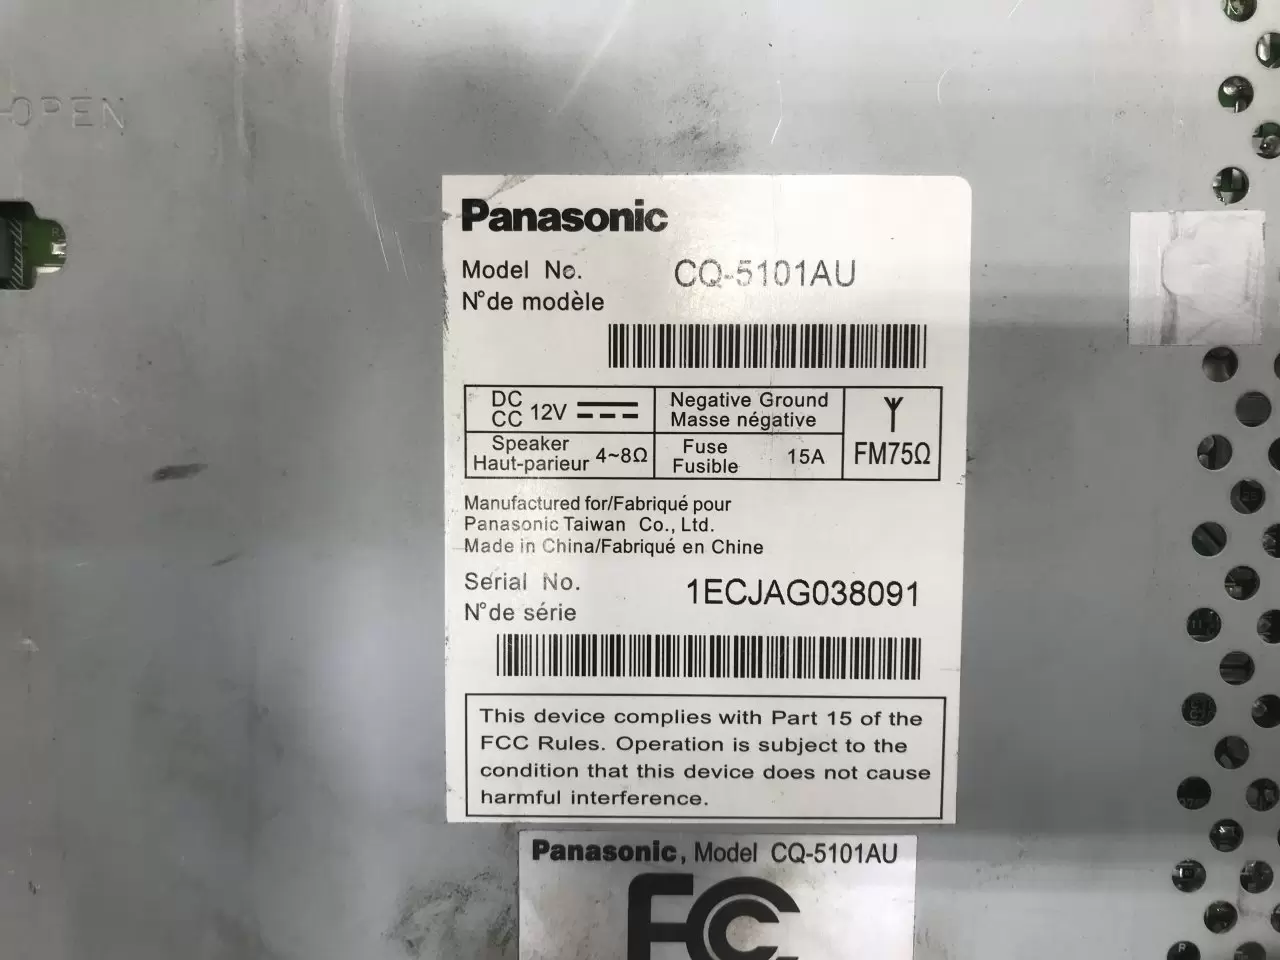 OPEN
Panasonic
Model No. CQ-5101AU
N°de modèle
DC
CC 12V
Negative Ground
Masse négative
Speaker
Haut-parieur 4~8Ω
Fuse
Fusible 15A
FM75Ω
Manufactured for/Fabriqué pour
Panasonic Taiwan Co., Ltd.
Made in China/Fabriqué en Chine
Serial No. 1ECJAG038091
N°de série
This device complies with Part 15 of the
FCC Rules. Operation is subject to the
condition that this device does not cause
harmful interference.
Panasonic, Model CQ-5101AU
FC